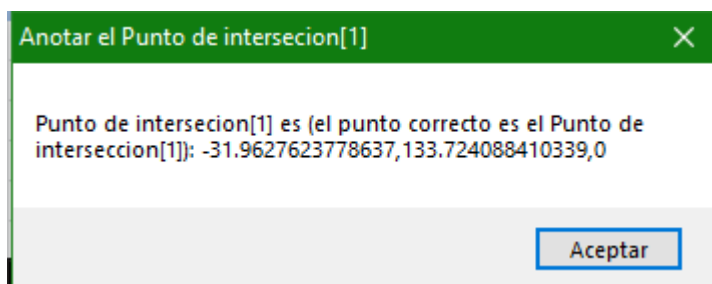 Anotar el Punto de intersecion[1]
Punto de intersecion[1] es (el punto correcto es el Punto de
interseccion[1]): -31.9627623778637,133.724088410339,0
Aceptar